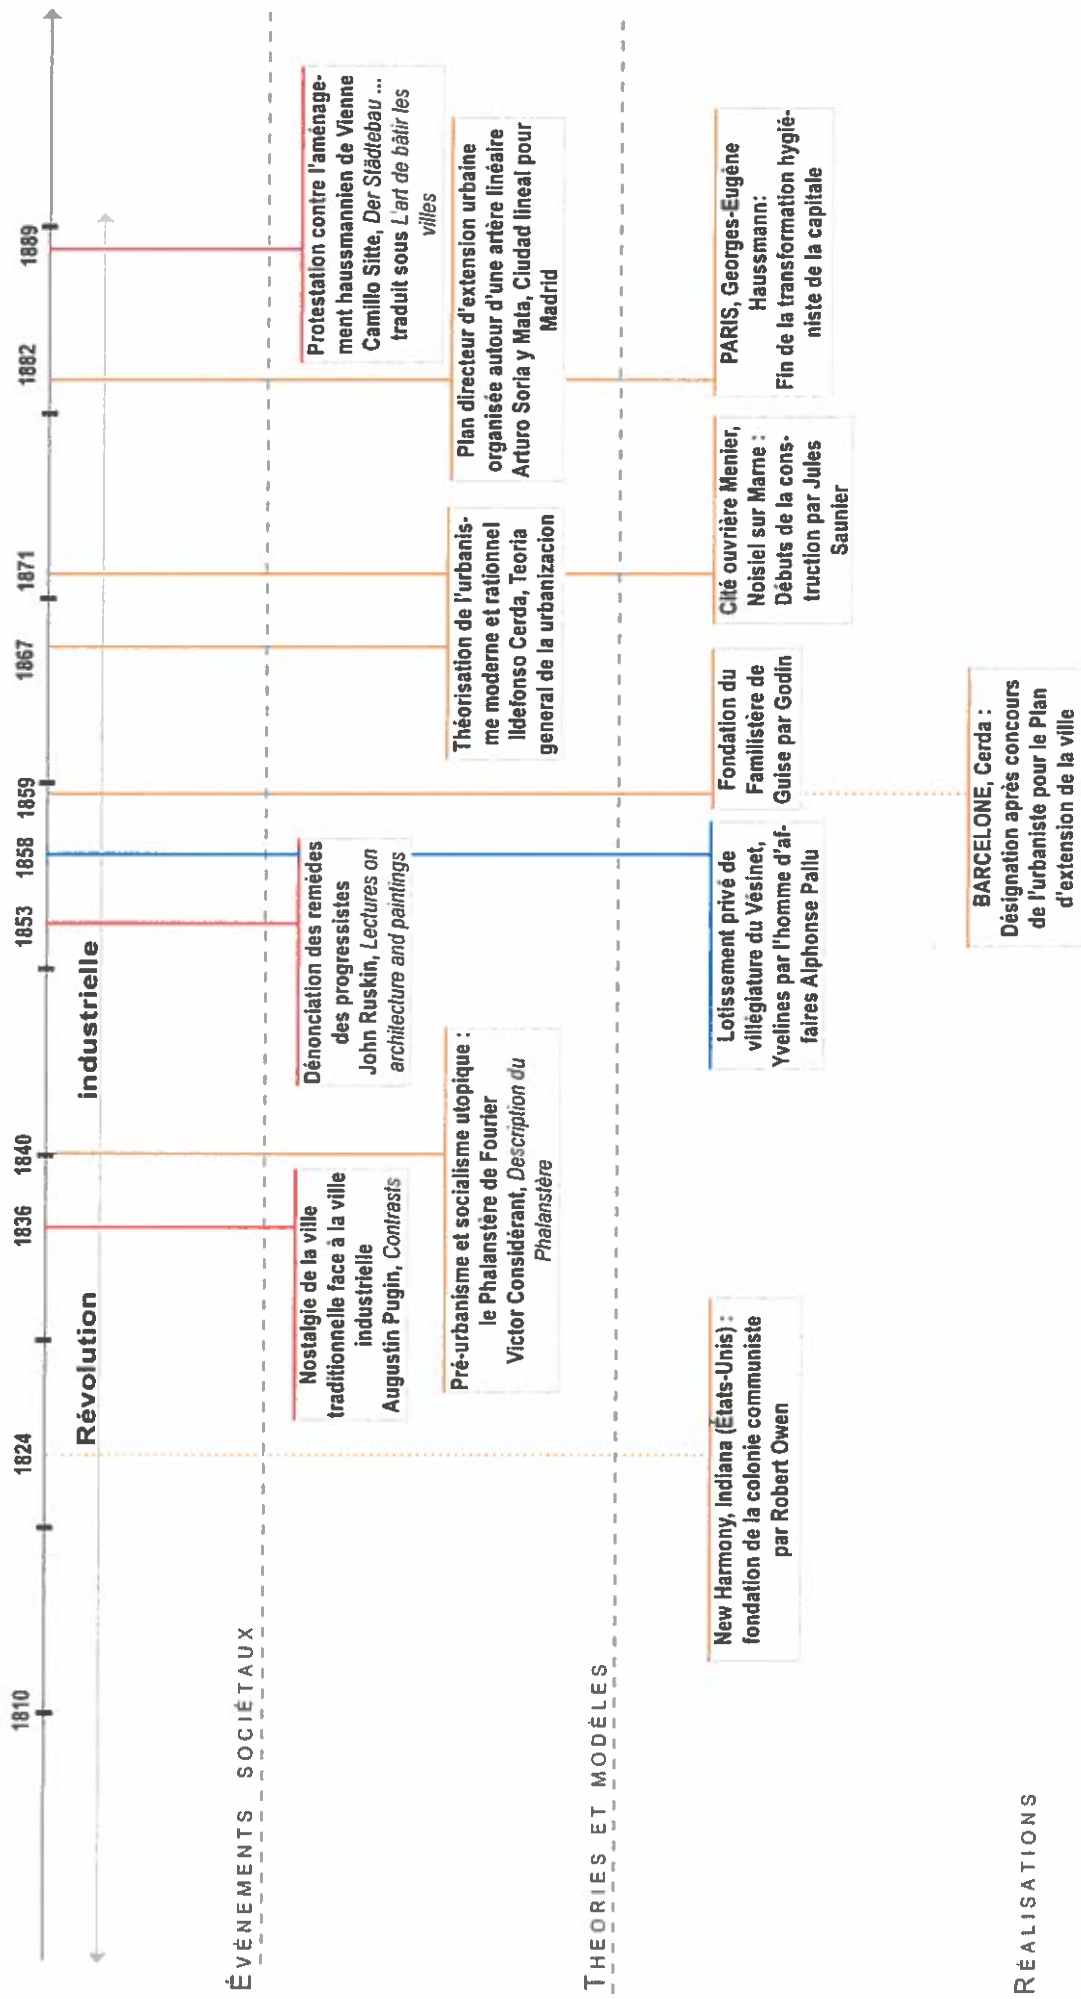 1810
1824
1836
1840
1853
1858
1859
1867
1871
1882
1889
Révolution
industrielle
ÉVÉNEMENTS SOCIÉTAUX
Nostalgie de la ville
traditionnelle face à la ville
industrielle
Augustin Pugin, Contrasts
Dénonciation des remèdes
des progressistes
John Ruskin, Lectures on
architecture and paintings
Protestation contre l'aménage-
ment haussmannien de Vienne
Camillo Sitte, Der Städtebau ...
traduit sous L'art de bâtir les
villes
Pré-urbanisme et socialisme utopique :
le Phalanstère de Fourier
Victor Considérant, Description du
Phalanstère
Théorisation de l'urbanis-
me moderne et rationnel
Ildefonso Cerda, Teoria
general de la urbanizacion
Plan directeur d'extension urbaine
organisée autour d'une artère linéaire
Arturo Soria y Mata, Ciudad lineal pour
Madrid
THEORIES ET MODÈLES
New Harmony, Indiana (États-Unis) :
fondation de la colonie communiste
par Robert Owen
Lotissement privé de
villégiature du Vésinet,
Yvelines par l'homme d'af-
faires Alphonse Pallu
Fondation du
Familistère de
Guise par Godin
Cité ouvrière Menier,
Noisiel sur Marne :
Débuts de la cons-
truction par Jules
Saunier
PARIS, Georges-Eugène
Haussmann:
Fin de la transformation hygié-
niste de la capitale
BARCELONE, Cerda :
Désignation après concours
de l'urbaniste pour le Plan
d'extension de la ville
RÉALISATIONS